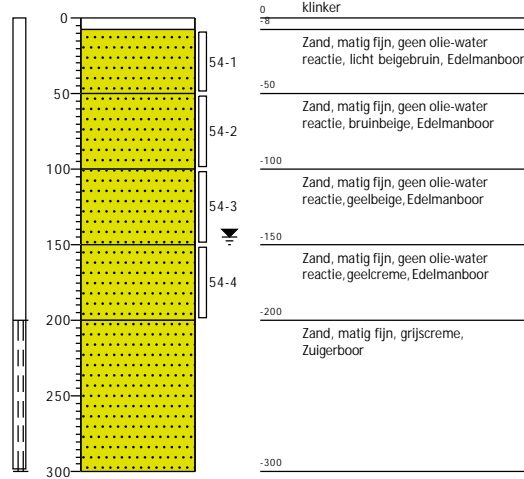 0
50
100
150
200
250
300
54-1
54-2
54-3
54-4
0
klinker
-8
Zand, matig fijn, geen olie-water
reactie, licht beigebruin, Edelmanboor
-50
Zand, matig fijn, geen olie-water
reactie, bruinbeige, Edelmanboor
-100
Zand, matig fijn, geen olie-water
reactie, geelbeige, Edelmanboor
-150
Zand, matig fijn, geen olie-water
reactie, geelcreme, Edelmanboor
-200
Zand, matig fijn, grijscreme,
Zuigerboor
-300